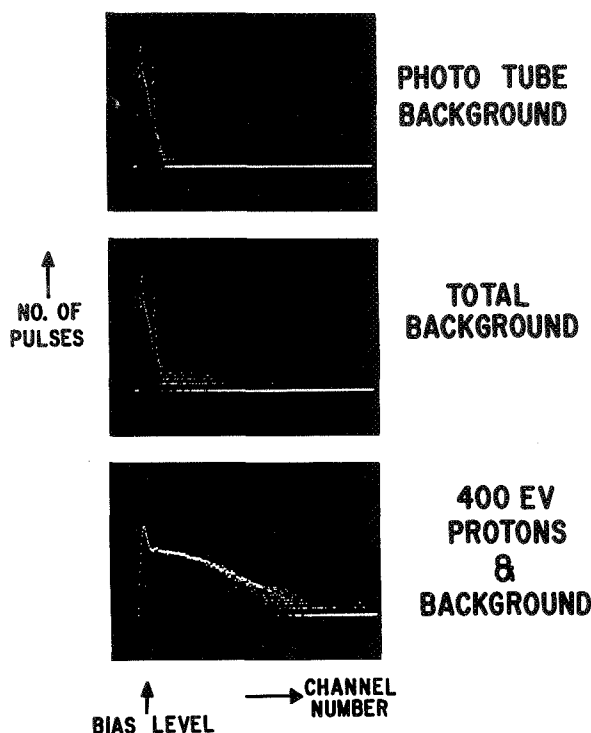 PHOTO TUBE
BACKGROUND
NO. OF
PULSES
TOTAL
BACKGROUND
400 EV
PROTONS
&
BACKGROUND
BIAS LEVEL
CHANNEL
NUMBER